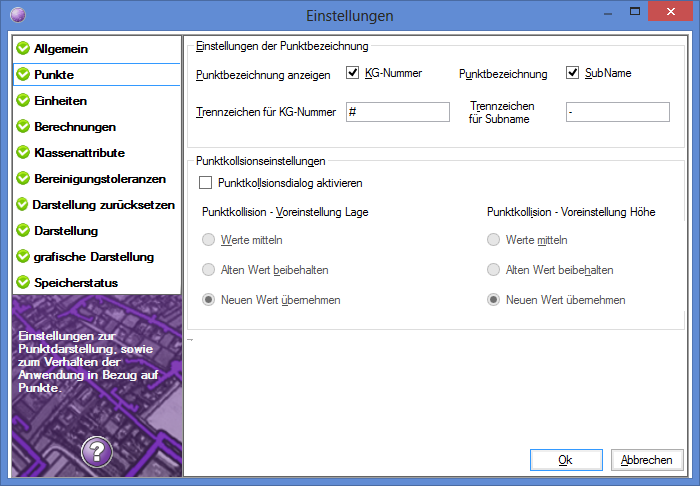 Einstellungen
Allgemein
Punkte
Einheiten
Berechnungen
Klassenattribute
Bereinigungstoleranzen
Darstellung zurücksetzen
Darstellung
grafische Darstellung
Speicherstatus
Einstellungen zur
Punktdarstellung, sowie
zum Verhalten der
Anwendung in Bezug auf
Punkte.
?
Einstellungen der Punktbezeichnung
Punktbezeichnung anzeigen KG-Nummer Punktbezeichnung SubName
Trennzeichen für KG-Nummer # Trennzeichen
für Subname -
Punktkollsionseinstellungen
Punktkollsionsdialog aktivieren
Punktkollision - Voreinstellung Lage Punktkollision - Voreinstellung Höhe
Werte mitteln Werte mitteln
Alten Wert beibehalten Alten Wert beibehalten
Neuen Wert übernehmen Neuen Wert übernehmen
Ok Abbrechen